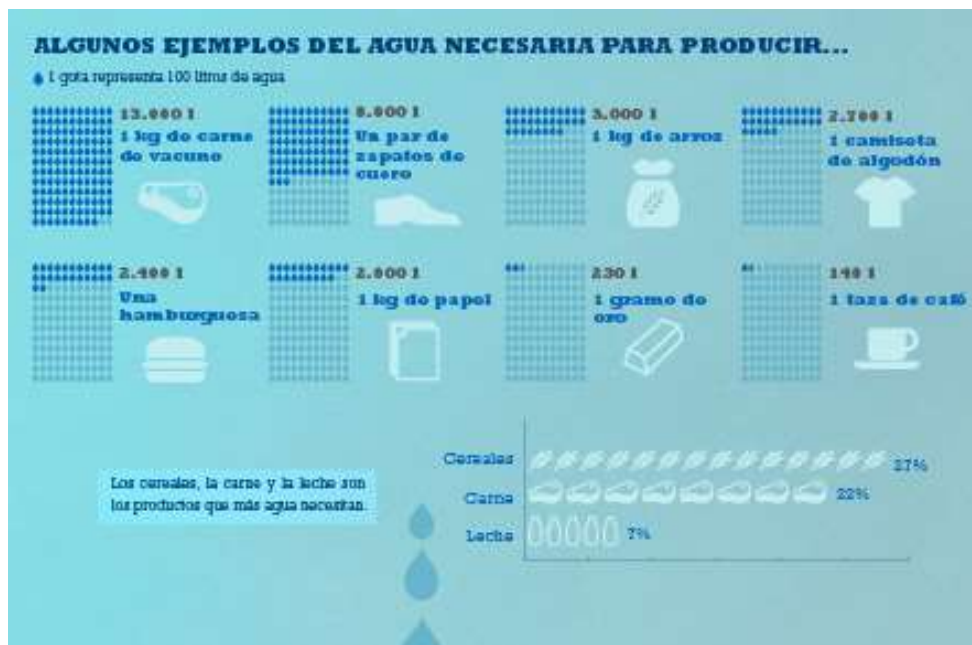 ALGUNOS EJEMPLOS DEL AGUA NECESARIA PARA PRODUCIR...
1 gota representa 100 litros de agua
13.000 l
1 kg de carne
de vacuno
8.000 l
Un par de
zapatos de
cuero
3.000 l
1 kg de arroz
2.700 l
1 camiseta
de algodón
2.400 l
Una
hamburguesa
2.000 l
1 kg de papel
230 l
1 gramo de
oro
140 l
1 taza de café
Los cereales, la carne y la leche son
los productos que más agua necesitan.
Cereales 27%
Carne 22%
Leche 7%